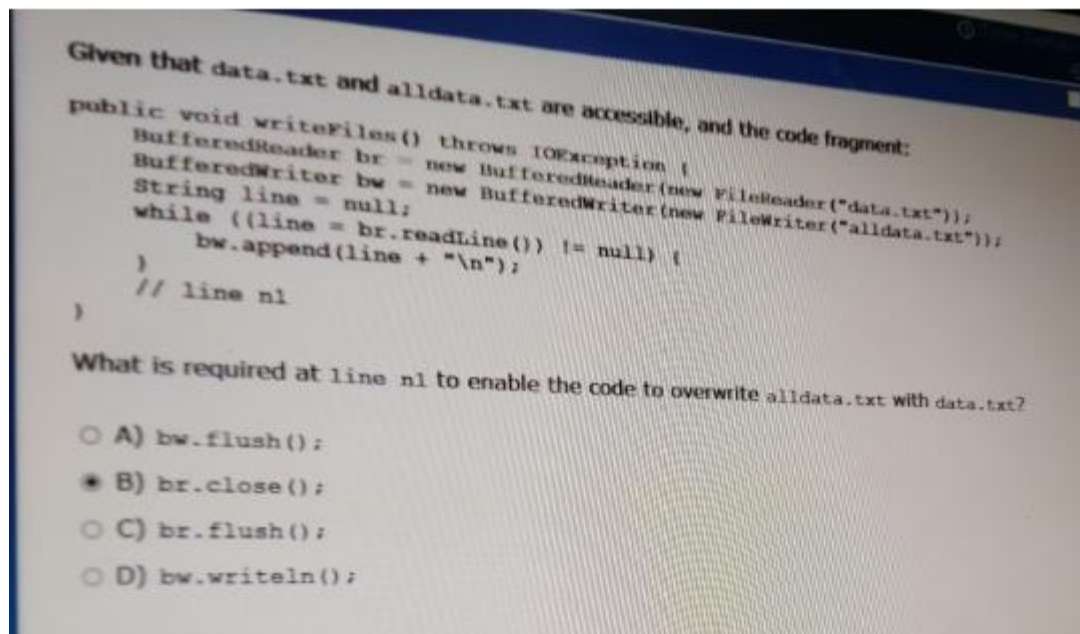 Given that data.txt and alldata.txt are accessible, and the code fragment:
public void writeFiles() throws IOException {
BufferedReader br = new BufferedReader(new FileReader("data.txt"));
BufferedWriter bw = new BufferedWriter(new FileWriter("alldata.txt"));
String line = null;
while ((line = br.readLine()) != null) {
bw.append(line + "\n");
}
// line n1
}
What is required at line n1 to enable the code to overwrite alldata.txt with data.txt?
A) bw.flush();
B) br.close();
C) br.flush();
D) bw.writeln();